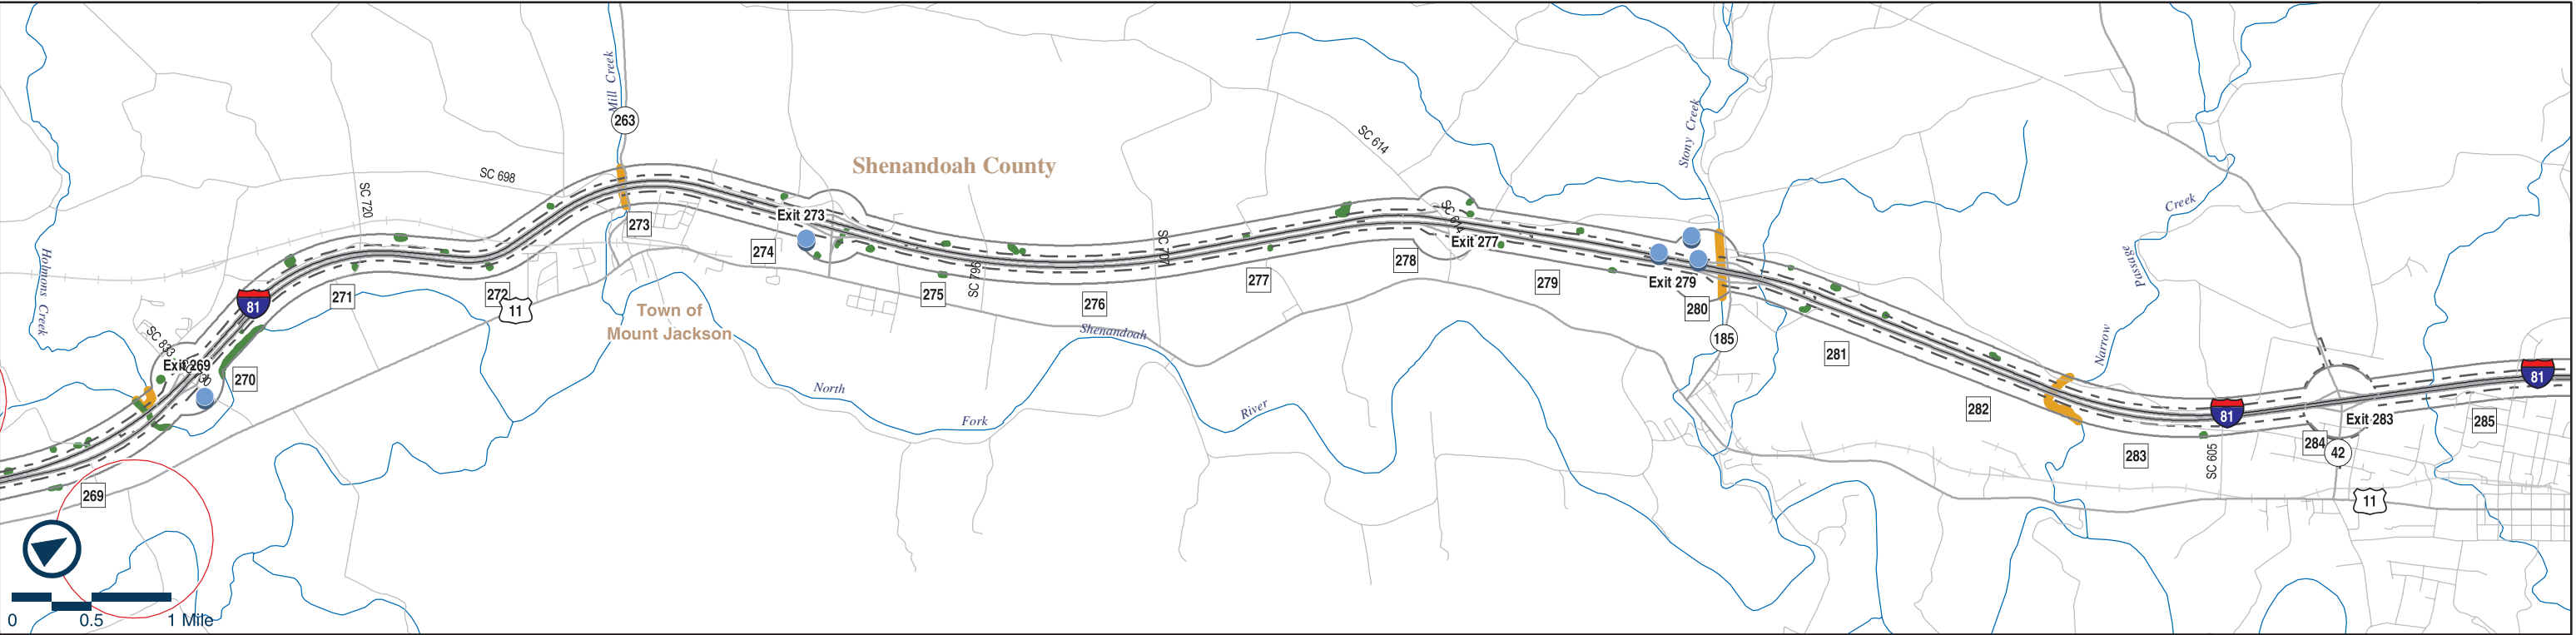 Mill Creek
263
SC 614
Stony Creek
Shenandoah County
SC 698
SC 720
Creek
Passage
Exit 273
273
274
SC 707
Exit 277
278
Holmons Creek
81
271
272
11
275
SC 796
276
277
279
Exit 279
280
185
281
Town of
Mount Jackson
Shenandoah
Narrow
SC 833
Exit 269
270
North
Fork
River
282
81
81
Exit 283
283
SC 605
284
42
285
11
269
0
0.5
1 Mile